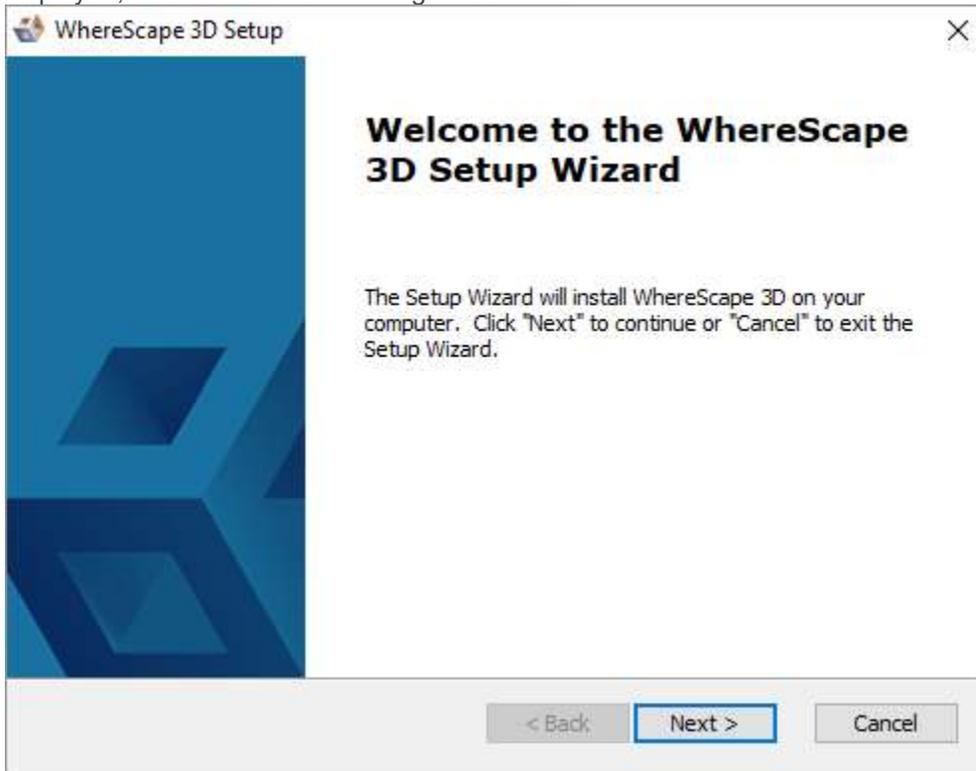 WhereScape 3D Setup
Welcome to the WhereScape
3D Setup Wizard
The Setup Wizard will install WhereScape 3D on your
computer. Click "Next" to continue or "Cancel" to exit the
Setup Wizard.
< Back
Next >
Cancel